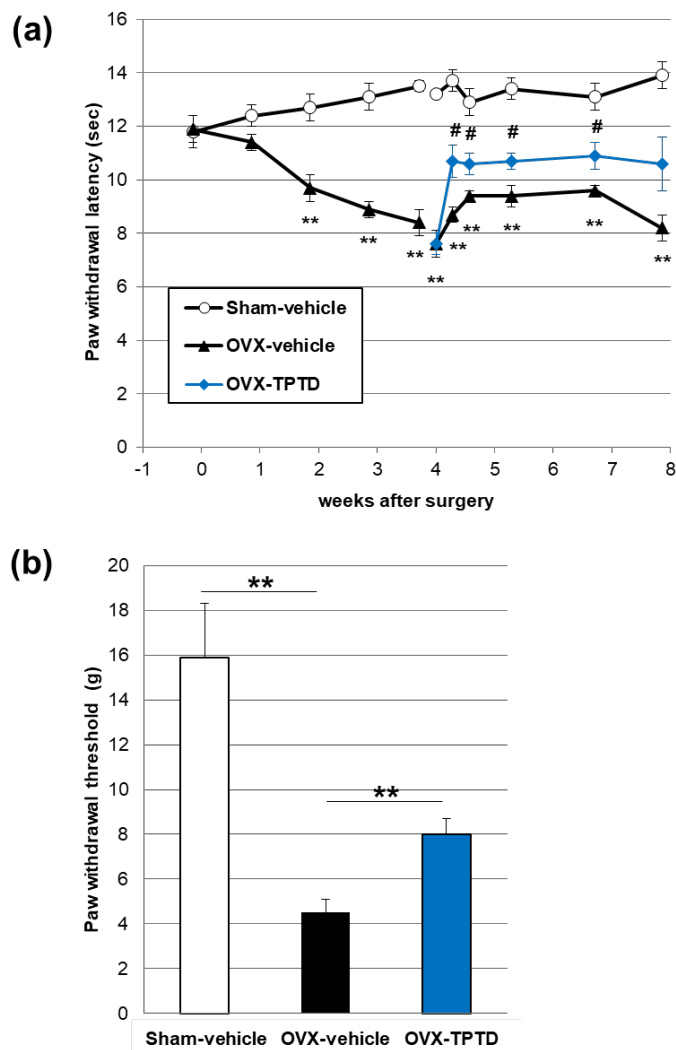 (a)
16
14
12
10
8
6
4
2
0
Paw withdrawal latency (sec)
# # # #
** ** ** ** ** ** ** ** **
Sham-vehicle
OVX-vehicle
OVX-TPTD
-1 0 1 2 3 4 5 6 7 8
weeks after surgery
(b)
20
18
16
14
12
10
8
6
4
2
0
Paw withdrawal threshold (g)
**
**
Sham-vehicle OVX-vehicle OVX-TPTD